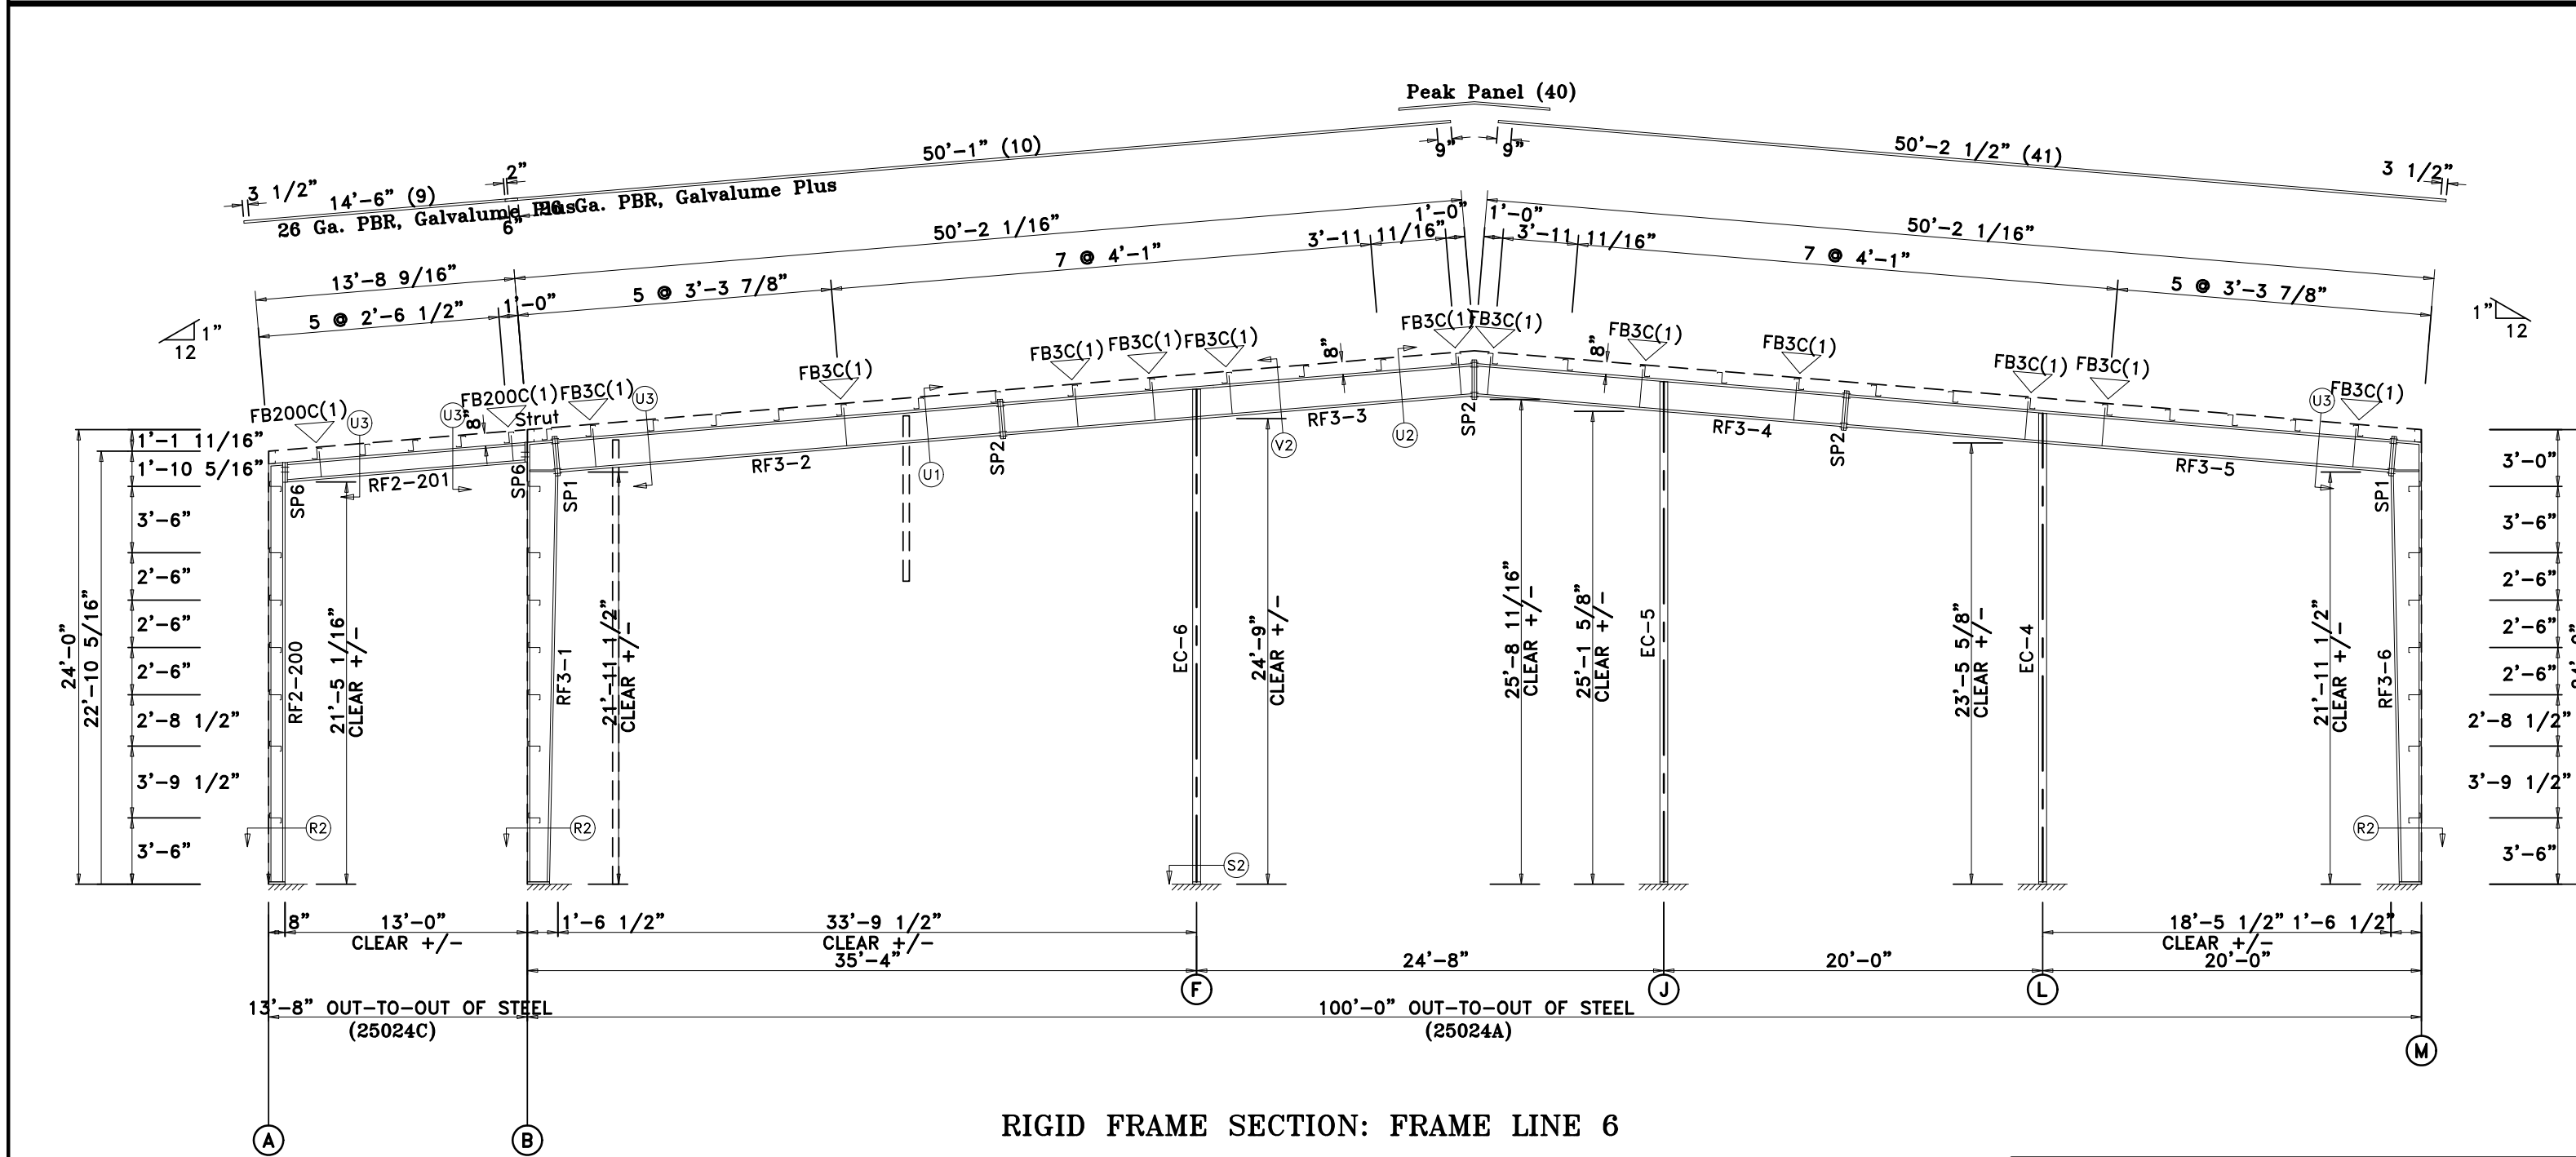 Peak Panel (40)
50'-1" (10)
9"
9"
50'-2 1/2" (41)
3 1/2"
3 1/2"
14'-6" (9)
2"
26 Ga. PBR, Galvalume Plus
26 Ga. PBR, Galvalume Plus
6"
50'-2 1/16"
1'-0"
1'-0"
50'-2 1/16"
13'-8 9/16"
7 @ 4'-1"
3'-11 11/16"
3'-11 11/16"
7 @ 4'-1"
5 @ 2'-6 1/2"
1'-0"
5 @ 3'-3 7/8"
5 @ 3'-3 7/8"
1"
12
1"
12
FB200C(1)
U3
U3
FB200C(1)
Strut
8"
FB3C(1)
U3
FB3C(1)
FB3C(1)
FB3C(1)
FB3C(1)
8"
FB3C(1)
FB3C(1)
8"
FB3C(1)
FB3C(1)
FB3C(1)
FB3C(1)
U3
FB3C(1)
1'-1 11/16"
1'-10 5/16"
3'-6"
2'-6"
2'-6"
2'-6"
2'-8 1/2"
3'-9 1/2"
3'-6"
24'-0"
22'-10 5/16"
SP6
RF2-201
SP6
SP1
RF3-2
U1
SP2
V2
RF3-3
U2
SP2
RF3-4
SP2
RF3-5
SP1
3'-0"
3'-6"
2'-6"
2'-6"
2'-6"
2'-8 1/2"
3'-9 1/2"
3'-6"
RF2-200
21'-5 1/16"
CLEAR +/-
RF3-1
21'-11 1/2"
CLEAR +/-
EC-6
24'-9"
CLEAR +/-
25'-8 11/16"
CLEAR +/-
25'-1 5/8"
CLEAR +/-
EC-5
23'-5 5/8"
CLEAR +/-
EC-4
21'-11 1/2"
CLEAR +/-
RF3-6
R2
R2
S2
R2
8"
13'-0"
CLEAR +/-
1'-6 1/2"
33'-9 1/2"
CLEAR +/-
18'-5 1/2"
CLEAR +/-
1'-6 1/2"
35'-4"
24'-8"
20'-0"
20'-0"
F
J
L
13'-8" OUT-TO-OUT OF STEEL
(25024C)
100'-0" OUT-TO-OUT OF STEEL
(25024A)
M
A
B
RIGID FRAME SECTION: FRAME LINE 6